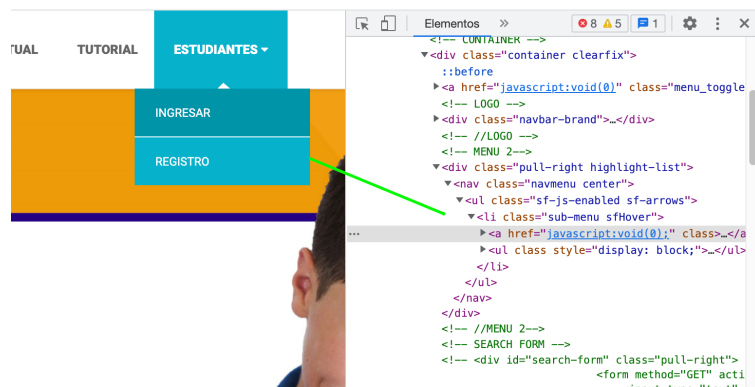 Elementos
8 5 1
TUAL TUTORIAL ESTUDIANTES
INGRESAR
REGISTRO
<!-- CONTAINER -->
<div class="container clearfix">
::before
<a href="javascript:void(0)" class="menu_toggle
<!-- LOGO -->
<div class="navbar-brand">…</div>
<!-- //LOGO -->
<!-- MENU 2-->
<div class="pull-right highlight-list">
<nav class="navmenu center">
<ul class="sf-js-enabled sf-arrows">
<li class="sub-menu sfHover">
<a href="javascript:void(0);" class>…</a
<ul class style="display: block;">…</ul>
</li>
</ul>
</nav>
</div>
<!-- //MENU 2-->
<!-- SEARCH FORM -->
<!-- <div id="search-form" class="pull-right">
<form method="GET" acti